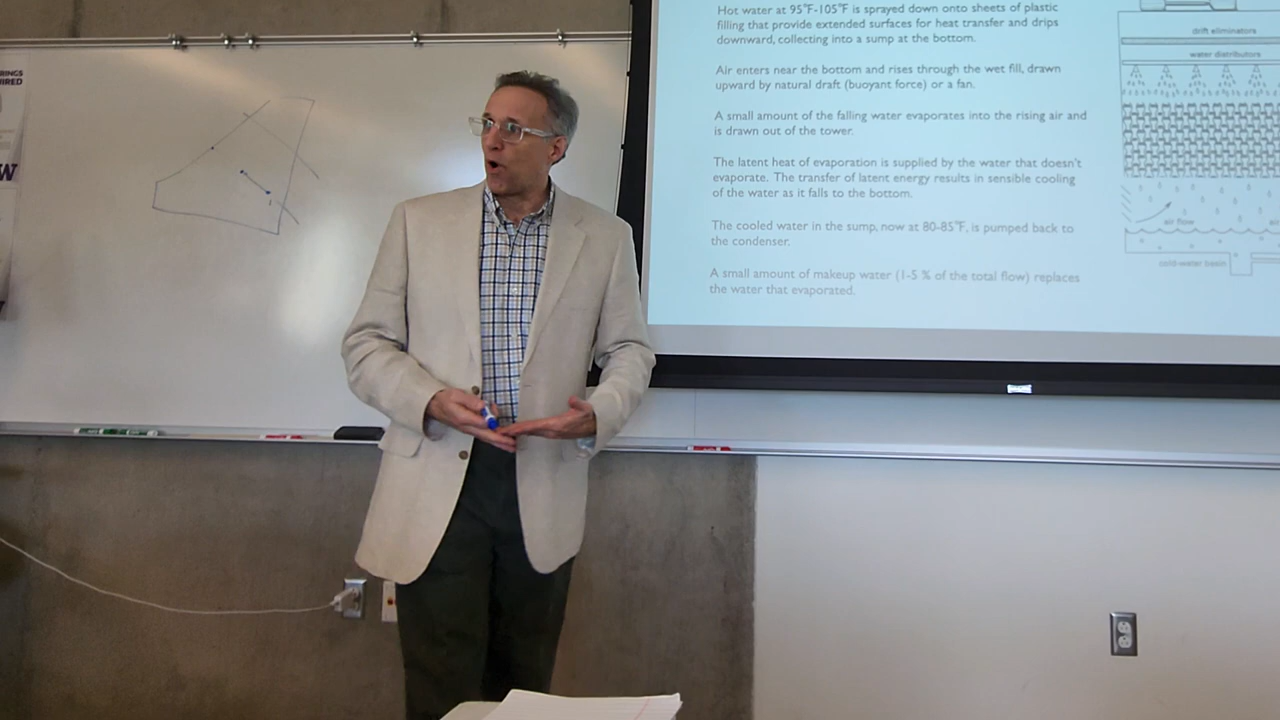 RINGS
IRED
W
Hot water at 95°F-105°F is sprayed down onto sheets of plastic
filling that provide extended surfaces for heat transfer and drips
downward, collecting into a sump at the bottom.
Air enters near the bottom and rises through the wet fill, drawn
upward by natural draft (buoyant force) or a fan.
A small amount of the falling water evaporates into the rising air and
is drawn out of the tower.
The latent heat of evaporation is supplied by the water that doesn't
evaporate. The transfer of latent energy results in sensible cooling
of the water as it falls to the bottom.
The cooled water in the sump, now at 80-85°F, is pumped back to
the condenser.
A small amount of makeup water (1-5 % of the total flow) replaces
the water that evaporated.
drift eliminators
water distributors
air flow
cold-water basin